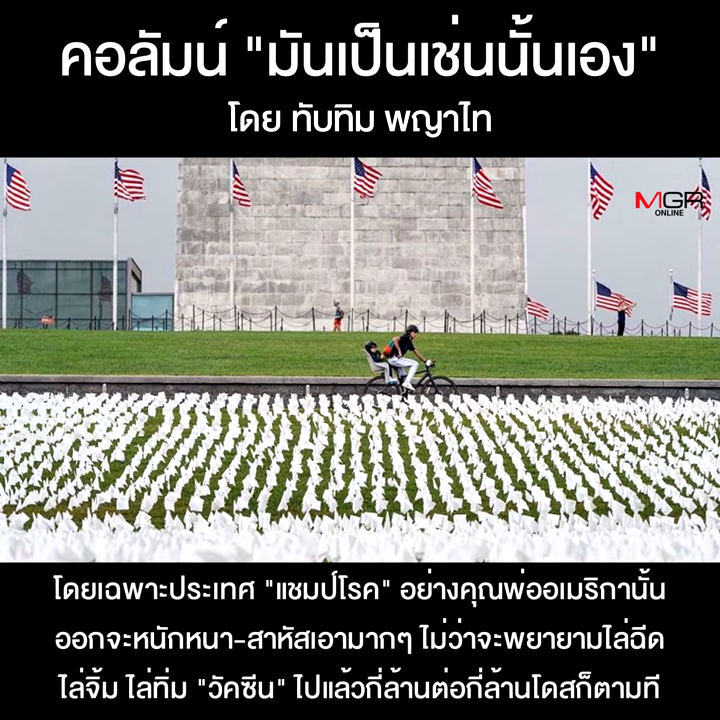 คอลัมน์ "มันเป็นเช่นนั้นเอง"
โดย ทับทิม พญาไท
MGR
ONLINE
โดยเฉพาะประเทศ "แชมป์โรค" อย่างคุณพ่ออเมริกานั้น
ออกจะหนักหนา-สาหัสเอามากๆ ไม่ว่าจะพยายามไล่ฉีด
ไล่จิ้ม ไล่ทิ่ม "วัคซีน" ไปแล้วกี่ล้านต่อกี่ล้านโดสก็ตามที